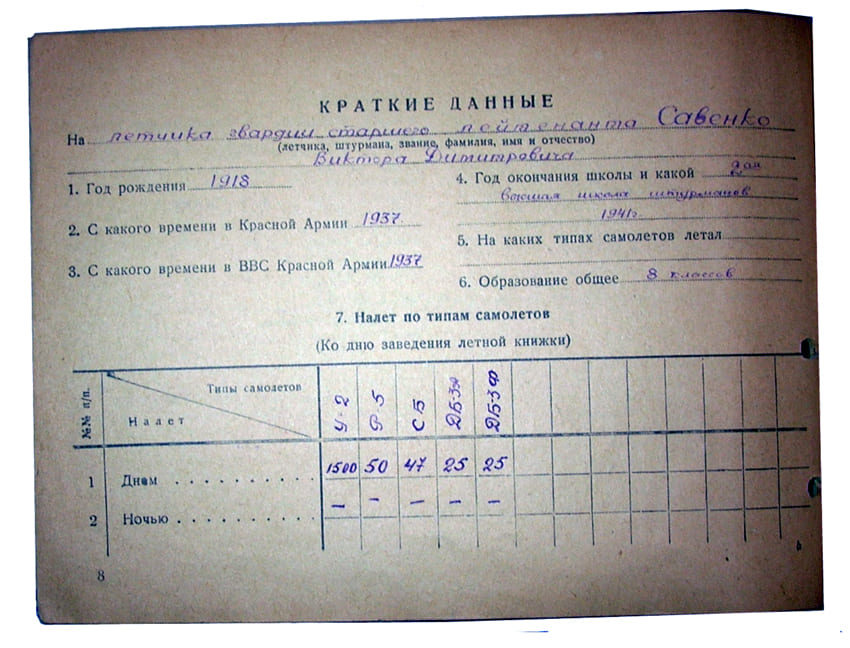 КРАТКИЕ ДАННЫЕ
На летчика гвардии старшего лейтенанта Савенко
(летчика, штурмана, звание, фамилия, имя и отчество)
Виктора Димитровича
1. Год рождения 1918
4. Год окончания школы и какой 2ая
военная школа штурманов
1941г.
2. С какого времени в Красной Армии 1937.
5. На каких типах самолетов летал
3. С какого времени в ВВС Красной Армии 1937
6. Образование общее 8 классов
7. Налет по типам самолетов
(Ко дню заведения летной книжки)
№№ п/п. Типы самолетов У-2 Р-5 СБ ДБ-3ф ДБ-3Ф
Налет
1 Днем 1500 50 47 25 25
2 Ночью – – – – –
8